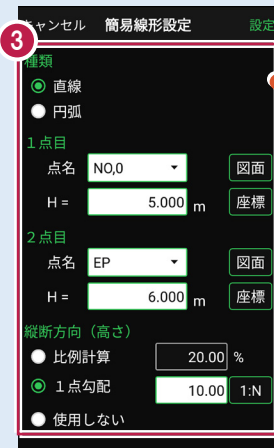 キャンセル 簡易線形設定 設定
3
種類
直線
円弧
1点目
点名 NO,0 図面
H = 5.000 m 座標
2点目
点名 EP 図面
H = 6.000 m 座標
縦断方向（高さ）
比例計算 20.00 %
1点勾配 10.00 1:N
使用しない